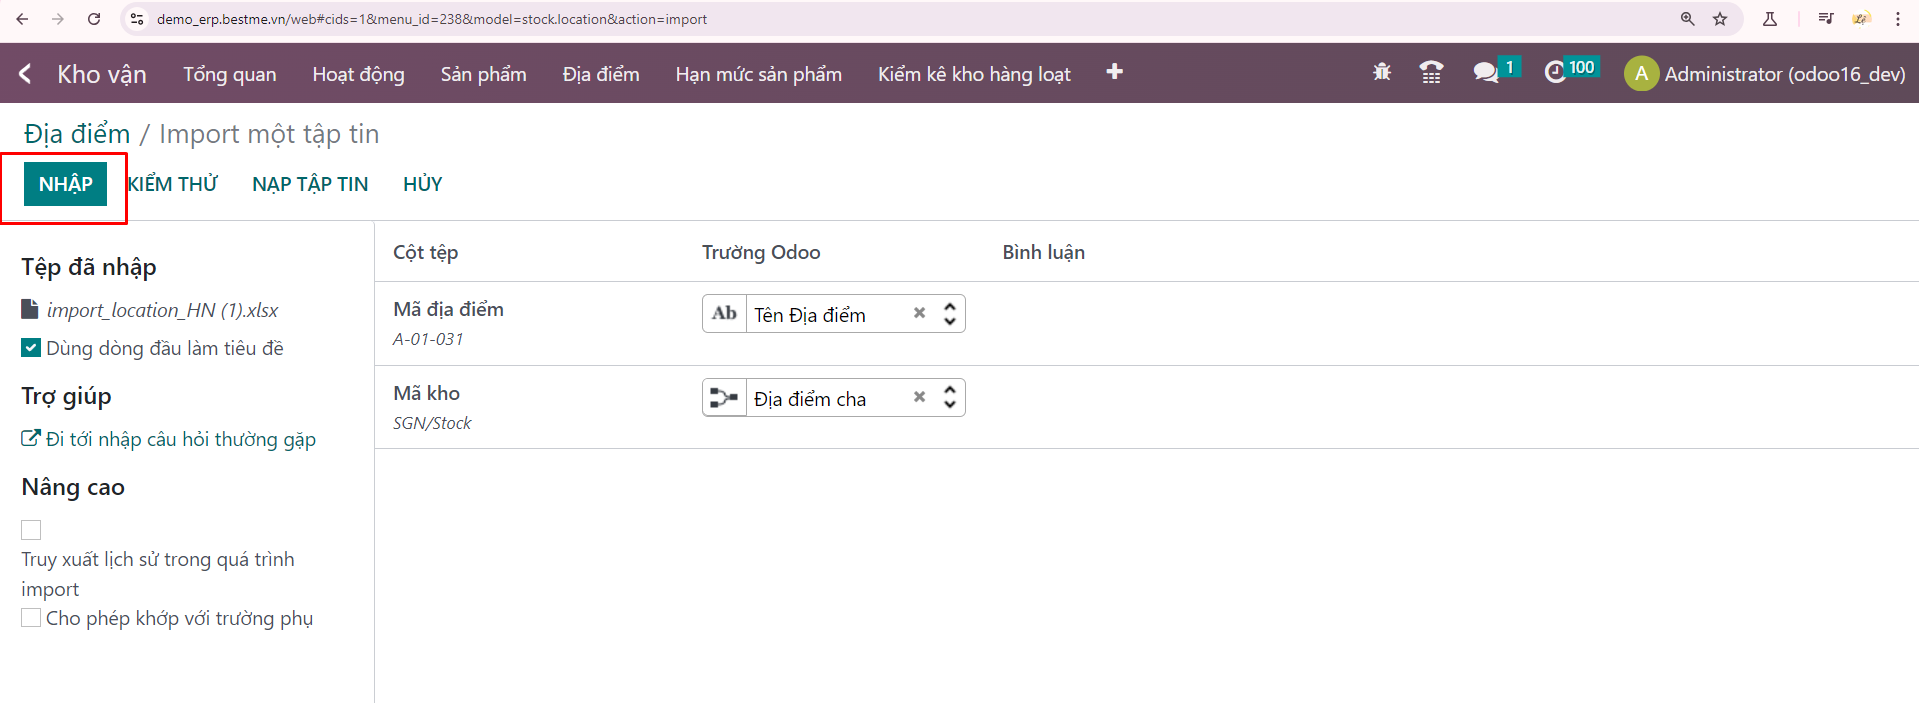 demo_erp.bestme.vn/web#cids=1&menu_id=238&model=stock.location&action=import
Kho vận Tổng quan Hoạt động Sản phẩm Địa điểm Hạn mức sản phẩm Kiểm kê kho hàng loạt + 1 100 A Administrator (odoo16_dev)
Địa điểm / Import một tập tin
NHẬP KIỂM THỬ NẠP TẬP TIN HỦY
Tệp đã nhập
import_location_HN (1).xlsx
Dùng dòng đầu làm tiêu đề
Trợ giúp
Đi tới nhập câu hỏi thường gặp
Nâng cao
Truy xuất lịch sử trong quá trình
import
Cho phép khớp với trường phụ
Cột tệp Trường Odoo Bình luận
Mã địa điểm Ab Tên Địa điểm
A-01-031
Mã kho Địa điểm cha
SGN/Stock